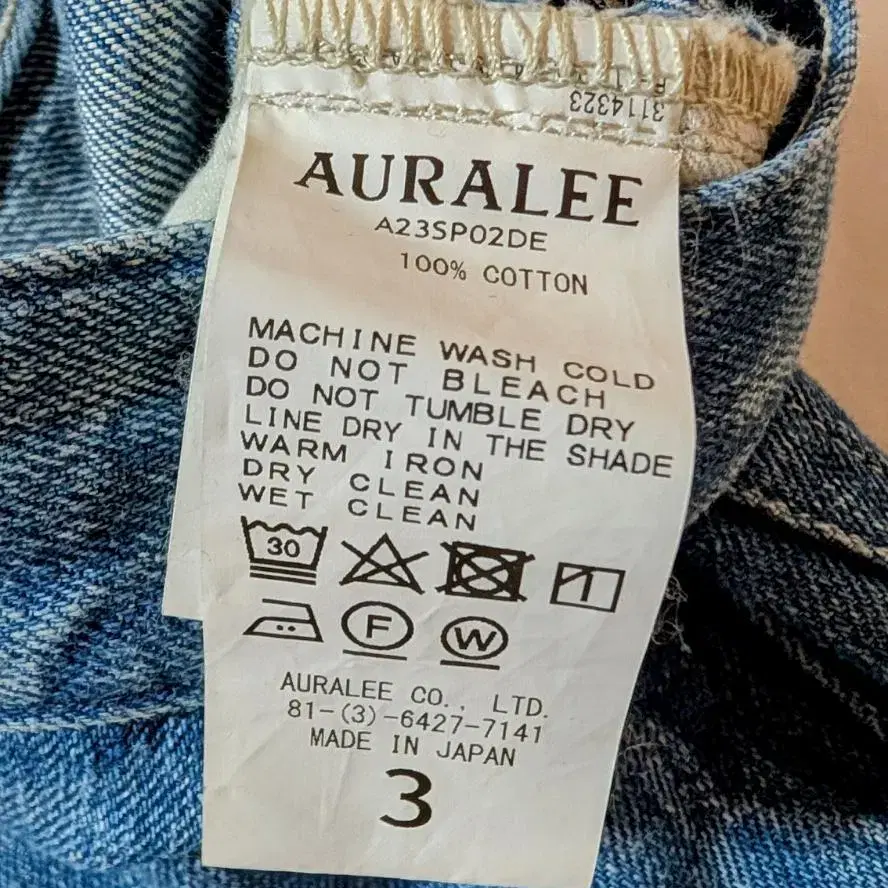 3114323
AURALEE
A23SP02DE
100% COTTON
MACHINE WASH COLD
DO NOT BLEACH
DO NOT TUMBLE DRY
LINE DRY IN THE SHADE
WARM IRON
DRY CLEAN
WET CLEAN
30
F
W
AURALEE CO., LTD.
81-(3)-6427-7141
MADE IN JAPAN
3